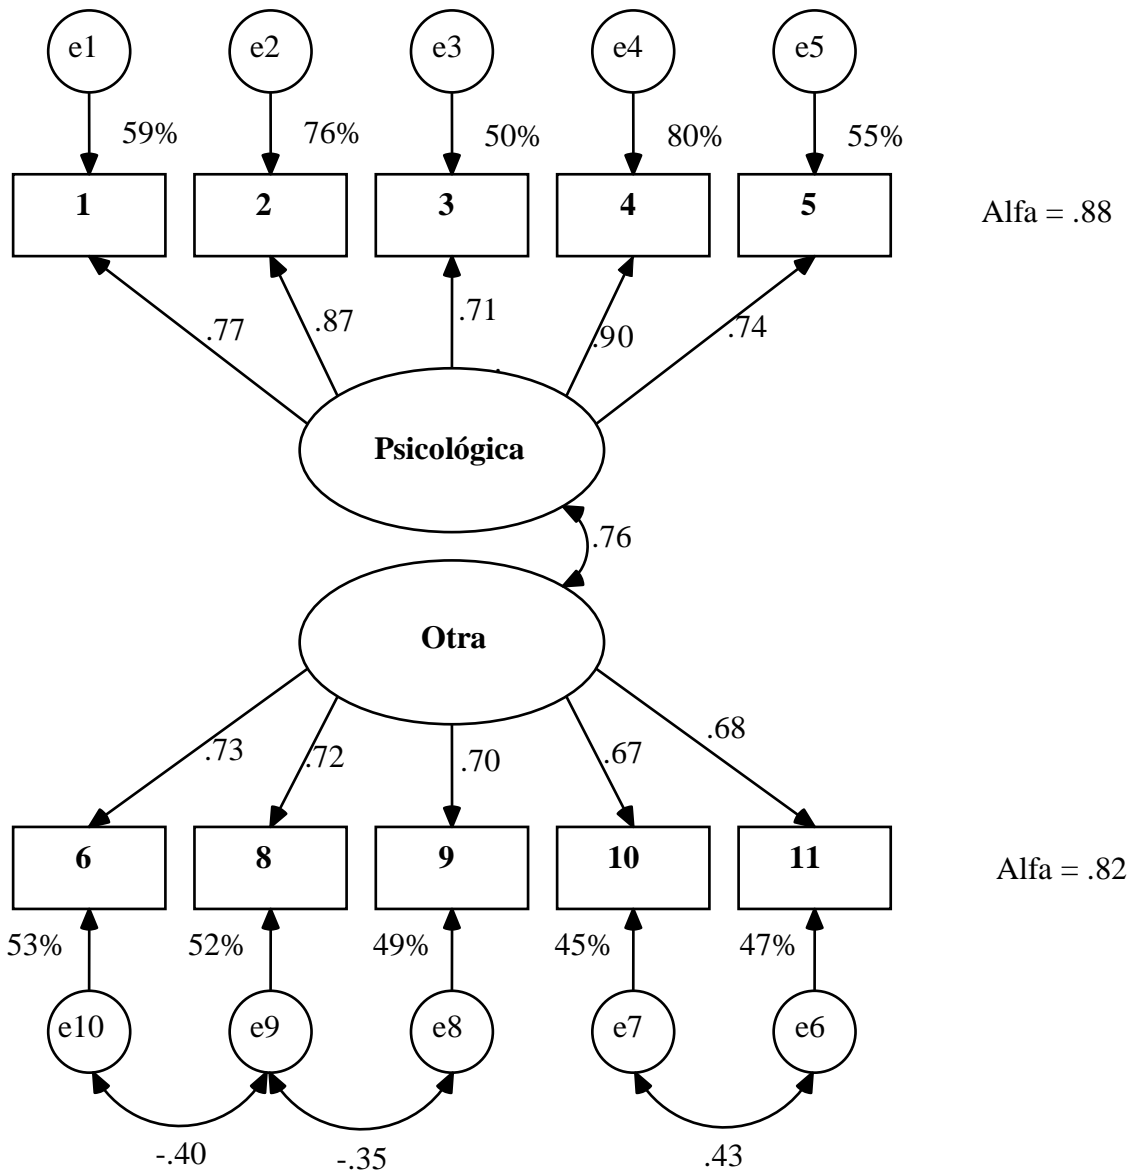 e1 e2 e3 e4 e5
59% 76% 50% 80% 55%
1 2 3 4 5 Alfa = .88
.77 .87 .71 .90 .74
Psicológica
.76
Otra
.73 .72 .70 .67 .68
6 8 9 10 11 Alfa = .82
53% 52% 49% 45% 47%
e10 e9 e8 e7 e6
-.40 -.35 .43